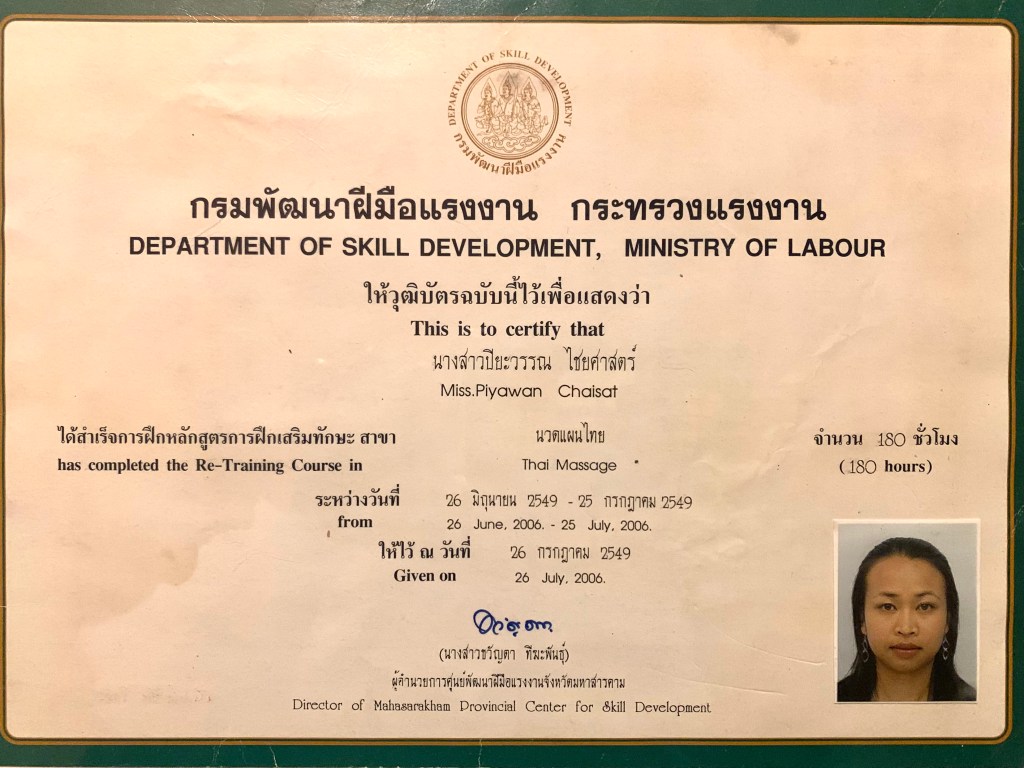 DEPARTMENT OF SKILL DEVELOPMENT
กรมพัฒนาฝีมือแรงงาน
กรมพัฒนาฝีมือแรงงาน กระทรวงแรงงาน
DEPARTMENT OF SKILL DEVELOPMENT, MINISTRY OF LABOUR
ให้วุฒิบัตรฉบับนี้ไว้เพื่อแสดงว่า
This is to certify that
นางสาวปิยะวรรณ ไชยศาสตร์
Miss.Piyawan Chaisat
ได้สำเร็จการฝึกหลักสูตรการฝึกเสริมทักษะ สาขา นวดแผนไทย จำนวน 180 ชั่วโมง
has completed the Re-Training Course in Thai Massage (180 hours)
ระหว่างวันที่ 26 มิถุนายน 2549 - 25 กรกฎาคม 2549
from 26 June, 2006. - 25 July, 2006.
ให้ไว้ ณ วันที่ 26 กรกฎาคม 2549
Given on 26 July, 2006.
(นางสาวขวัญตา ทีฆะพันธุ์)
ผู้อำนวยการศูนย์พัฒนาฝีมือแรงงานจังหวัดมหาสารคาม
Director of Mahasarakham Provincial Center for Skill Development